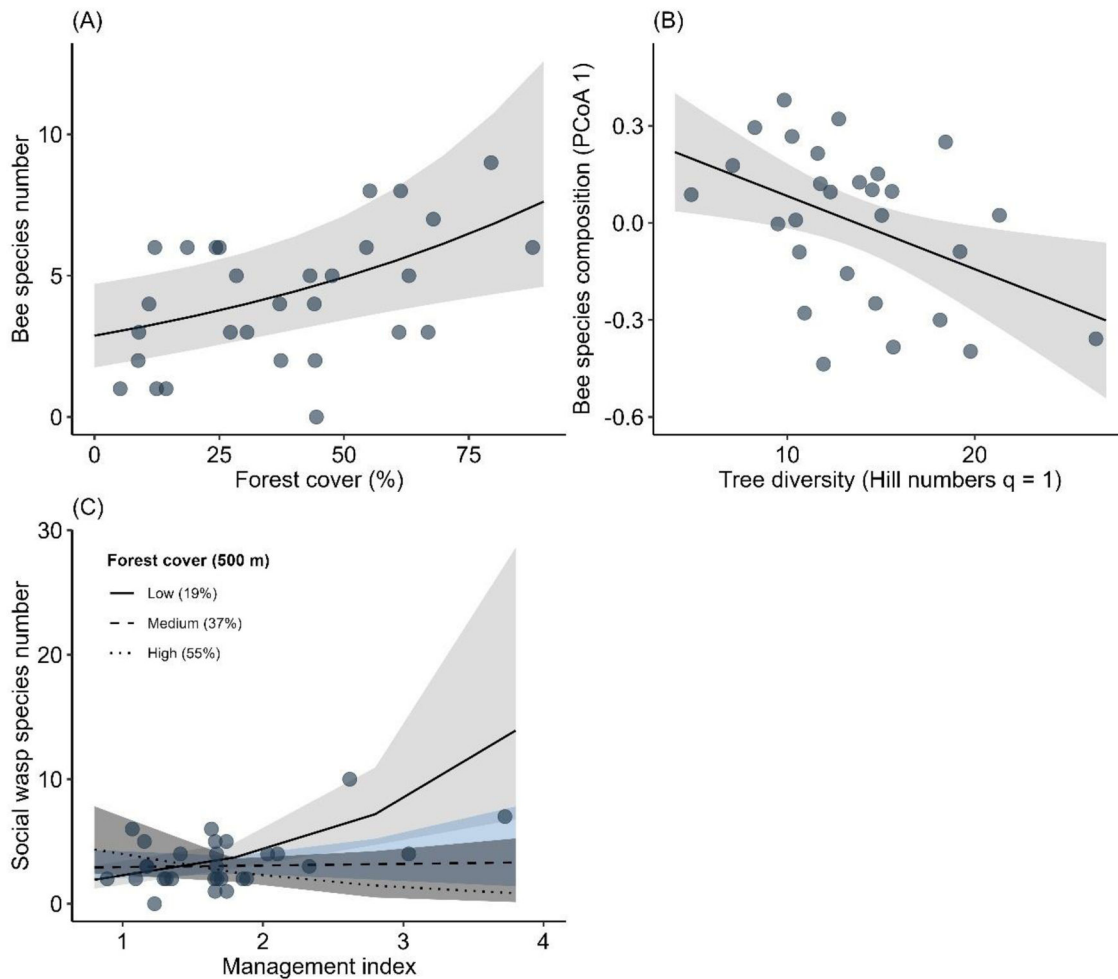 (A)
Bee species number
10
5
0
0 25 50 75
Forest cover (%)
(B)
Bee species composition (PCoA 1)
0.3
0.0
-0.3
-0.6
10 20
Tree diversity (Hill numbers q = 1)
(C)
Social wasp species number
30
20
10
0
Forest cover (500 m)
Low (19%)
Medium (37%)
High (55%)
1 2 3 4
Management index